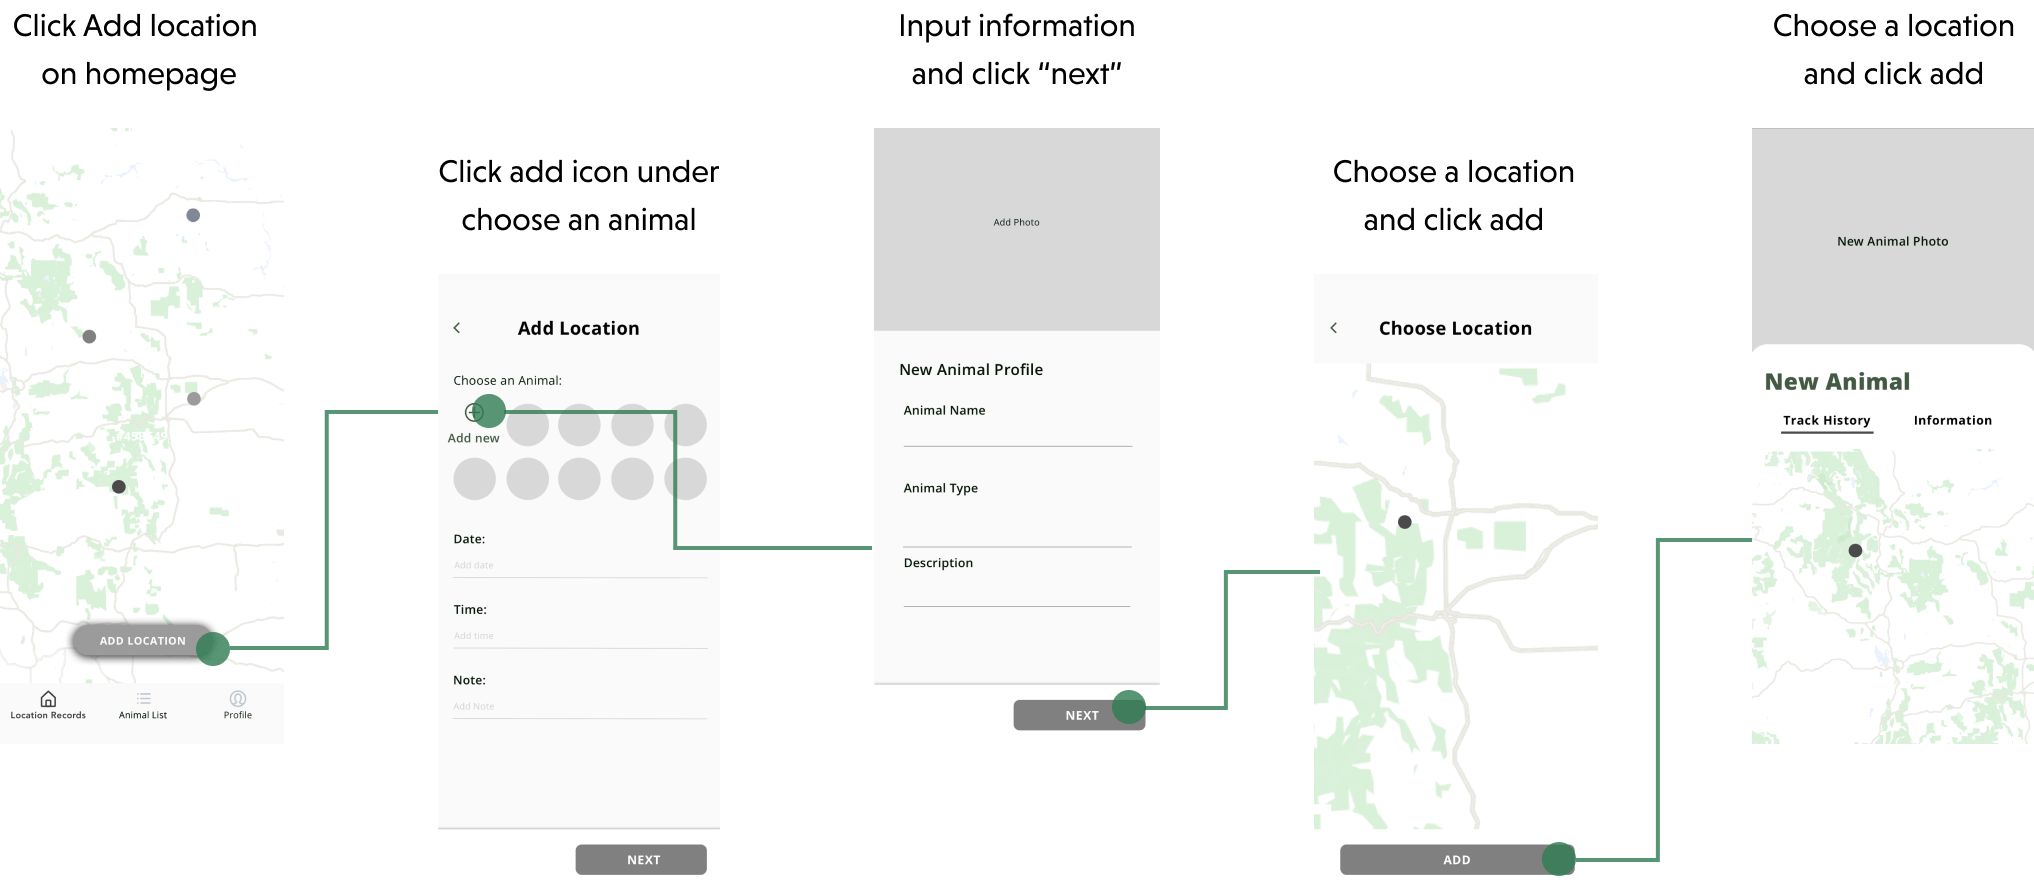 Click Add location
on homepage
ADD LOCATION
Location Records
Animal List
Profile
Click add icon under
choose an animal
Add Location
Choose an Animal:
Add new
Date:
Add date
Time:
Add time
Note:
Add Note
NEXT
Input information
and click “next”
Add Photo
New Animal Profile
Animal Name
Animal Type
Description
NEXT
Choose a location
and click add
Choose Location
ADD
Choose a location
and click add
New Animal Photo
New Animal
Track History
Information